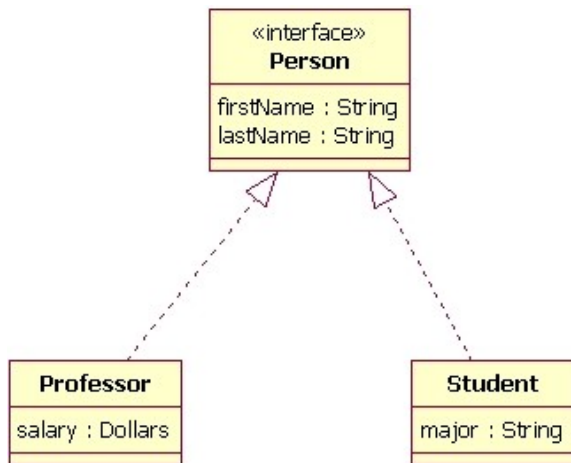 «interface»
Person
firstName : String
lastName : String
Professor
salary : Dollars
Student
major : String